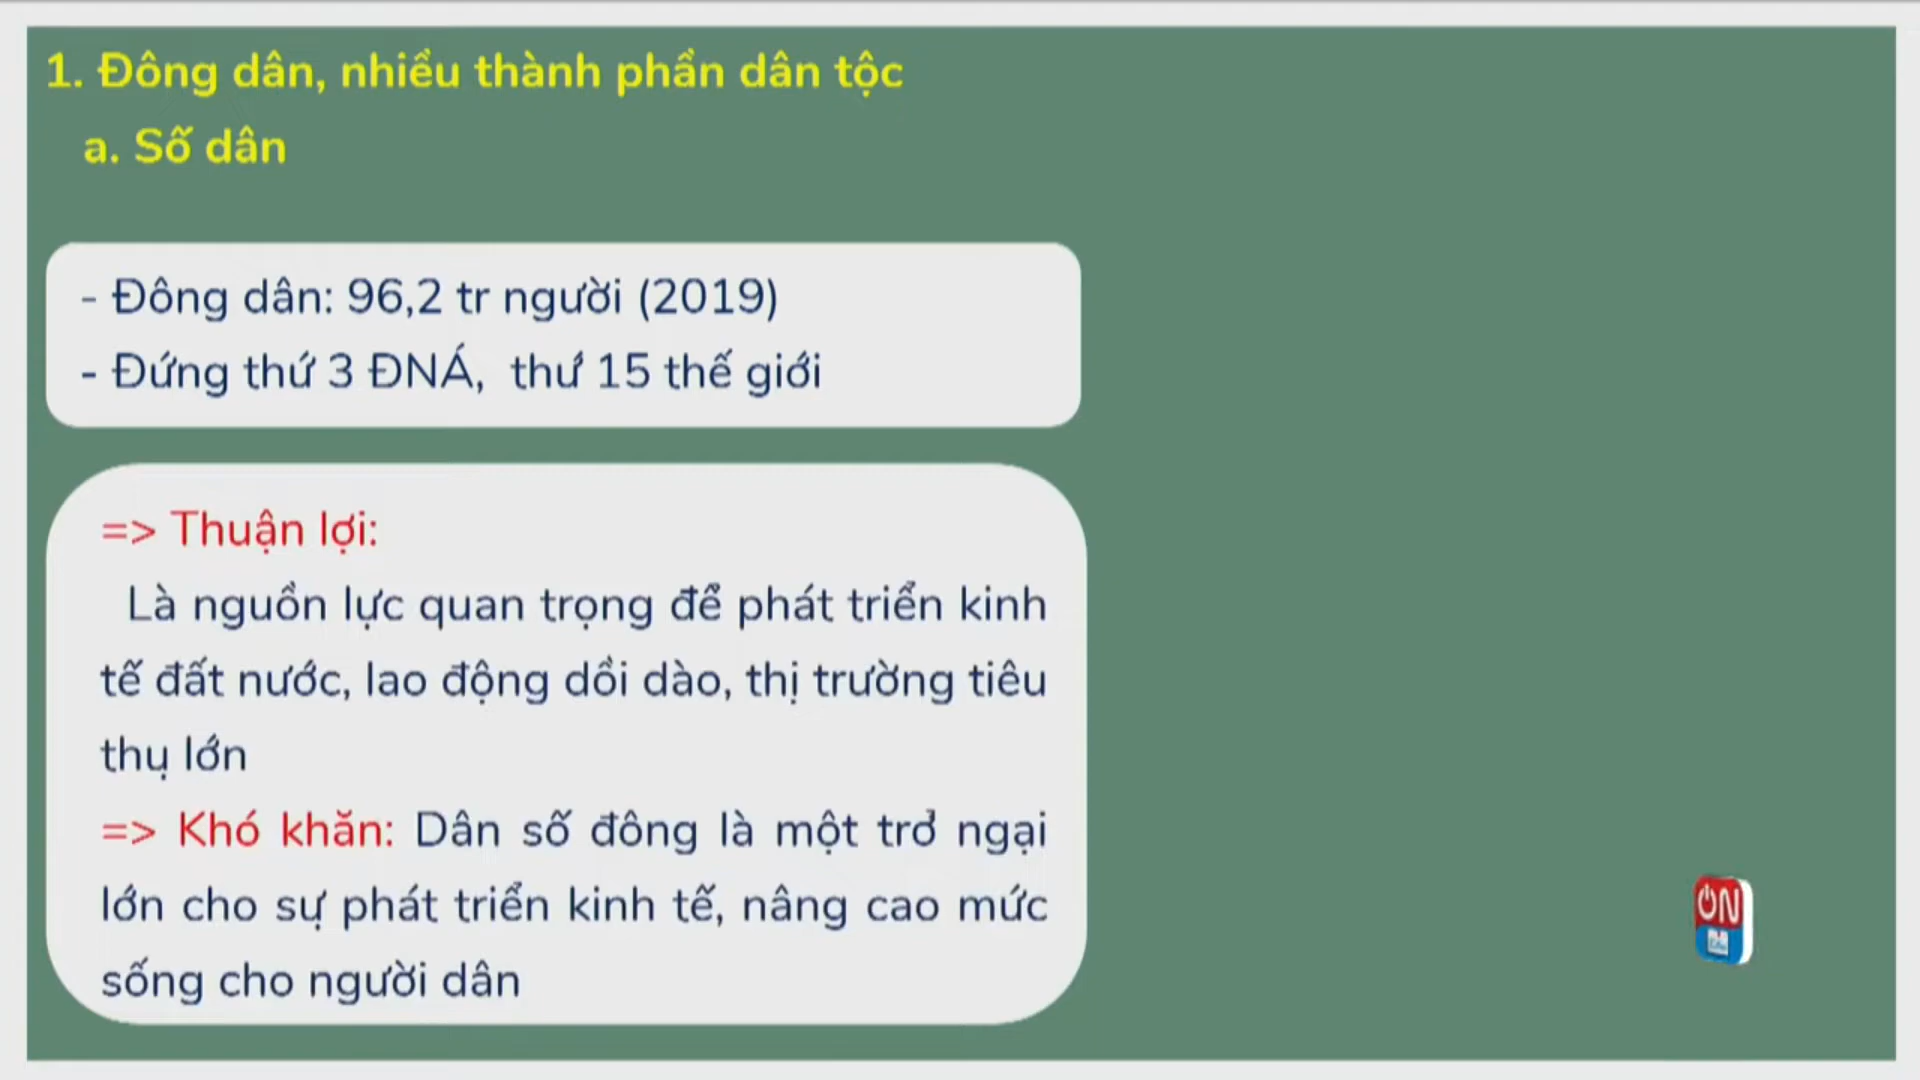 1. Đông dân, nhiều thành phần dân tộc
a. Số dân
- Đông dân: 96,2 tr người (2019)
- Đứng thứ 3 ĐNÁ, thứ 15 thế giới
=> Thuận lợi:
Là nguồn lực quan trọng để phát triển kinh
tế đất nước, lao động dồi dào, thị trường tiêu
thụ lớn
=> Khó khăn: Dân số đông là một trở ngại
lớn cho sự phát triển kinh tế, nâng cao mức
sống cho người dân
ON